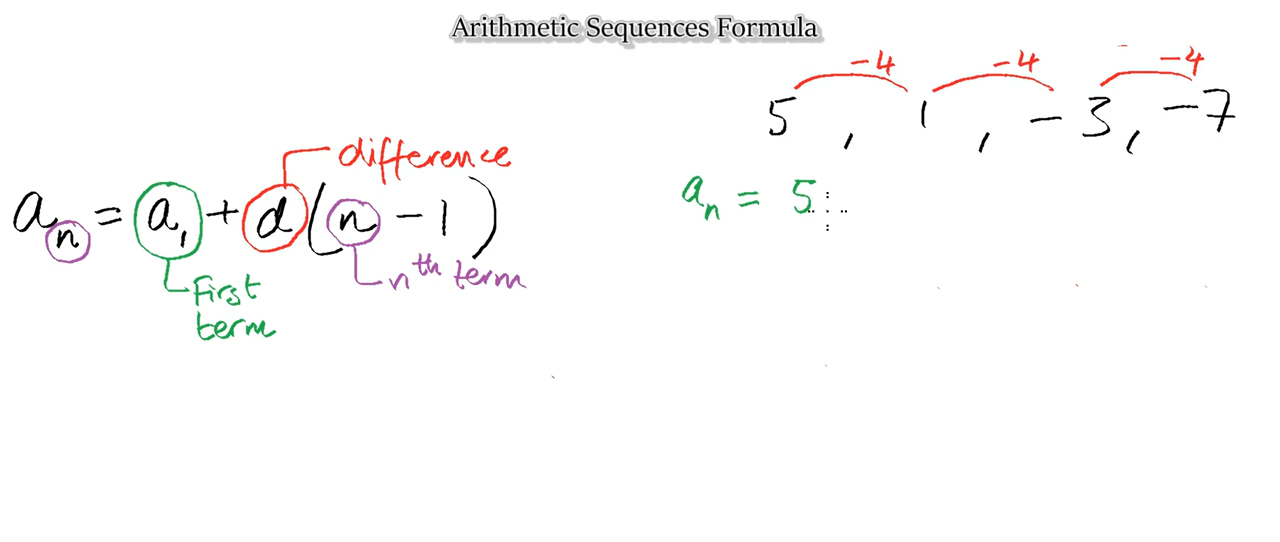 Arithmetic Sequences Formula
-4 -4 -4
5 , 1 , -3 , -7
difference
aₙ = a₁ + d(n - 1)
nᵗʰ term
First
term
aₙ = 5